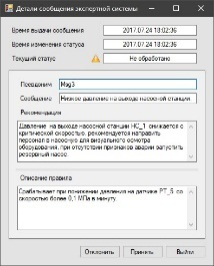 Детали сообщения экспертной системы
Время выдачи сообщения 2017.07.24 18:02:36
Время изменения статуса 2017.07.24 18:02:36
Текущий статус Не обработано
Псевдоним Msg3
Сообщение Низкое давление на выходе насосной станции
Рекомендация
Давление на выходе насосной станции НС_1 снижается с
критической скоростью, рекомендуется направить
персонал в насосную для визуального осмотра
оборудования, при отсутствии признаков аварии запустить
резервный насос.
Описание правила
Срабатывает при понижении давления на датчике РТ_5 со
скоростью более 0,1 МПа в минуту.
Отклонить Принять Выйти